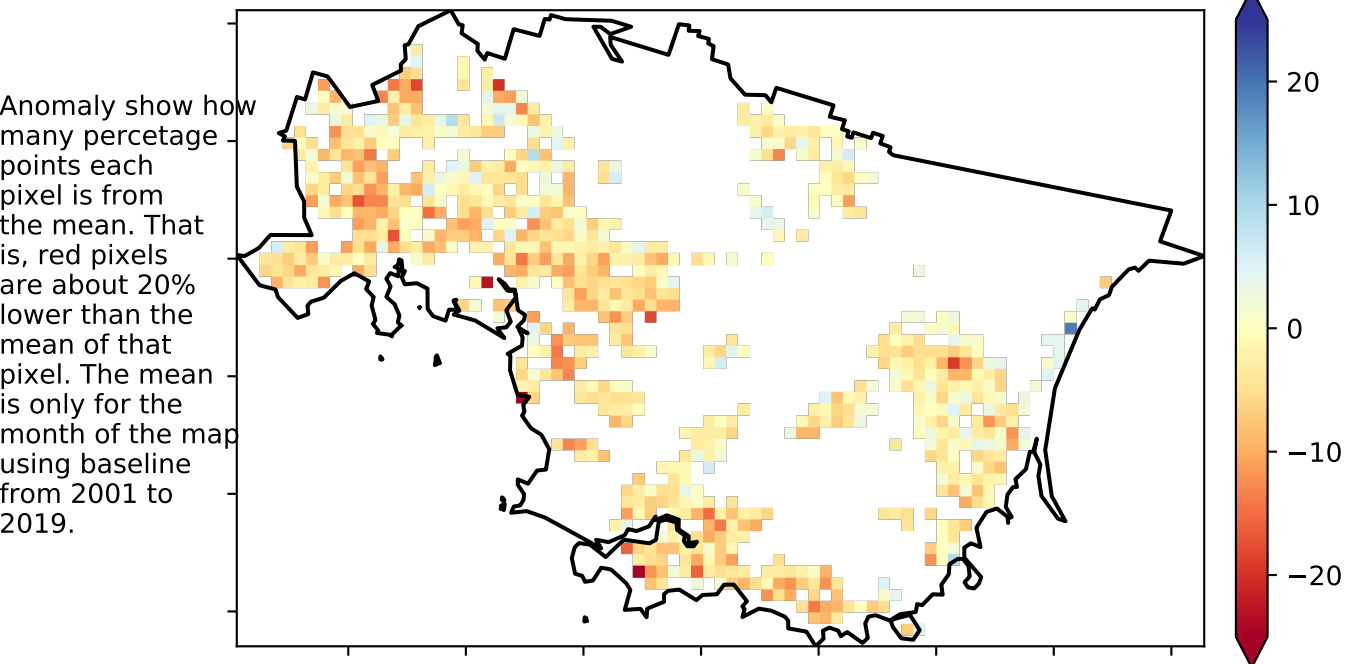 Anomaly show how
many percetage
points each
pixel is from
the mean. That
is, red pixels
are about 20%
lower than the
mean of that
pixel. The mean
is only for the
month of the map
using baseline
from 2001 to
2019.
20
10
0
−10
−20